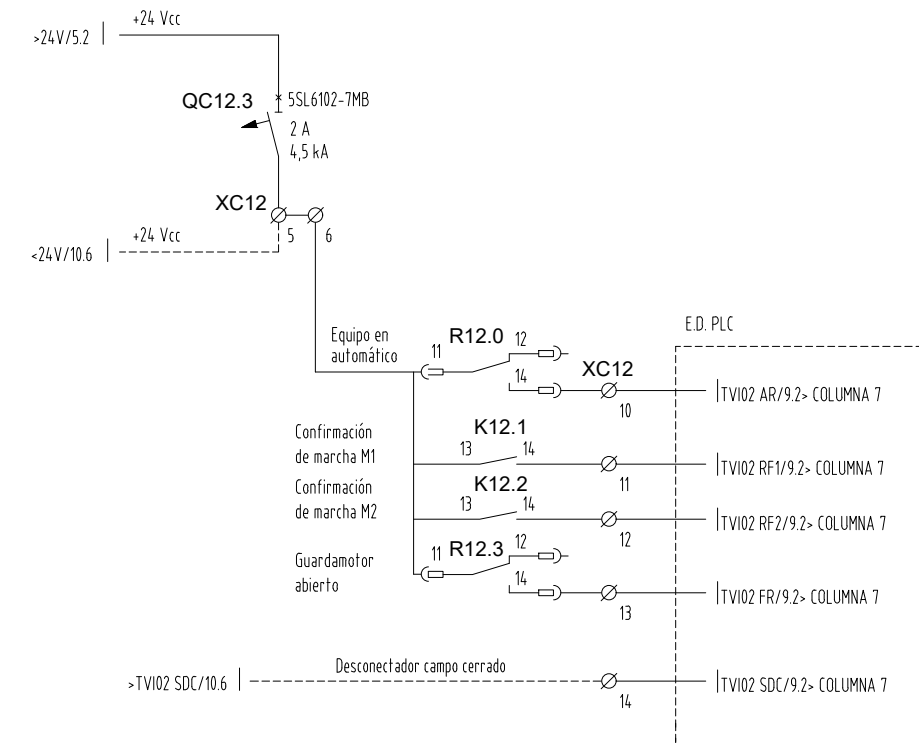 +24 Vcc
>24V/5.2
QC12.3
5SL6102-7MB
2 A
4,5 kA
XC12
5
6
+24 Vcc
<24V/10.6
E.D. PLC
Equipo en
automático
11
R12.0
12
14
XC12
10
TVI02 AR/9.2> COLUMNA 7
Confirmación
de marcha M1
K12.1
13
14
11
TVI02 RF1/9.2> COLUMNA 7
Confirmación
de marcha M2
K12.2
13
14
12
TVI02 RF2/9.2> COLUMNA 7
Guardamotor
abierto
11
R12.3
12
14
13
TVI02 FR/9.2> COLUMNA 7
>TVI02 SDC/10.6
Desconectador campo cerrado
14
TVI02 SDC/9.2> COLUMNA 7